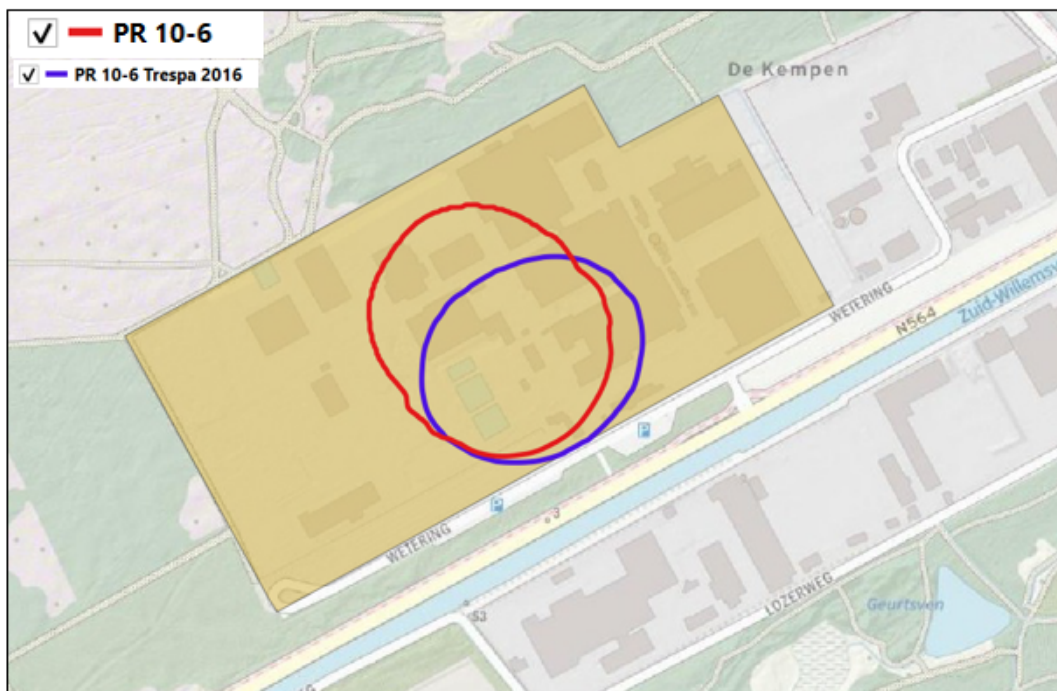 PR 10-6
PR 10-6 Trespa 2016
De Kempen
WETERING
N564
Zuid-Willemsv
WETERING
3
53
LOZERWEG
Geurtsven
G